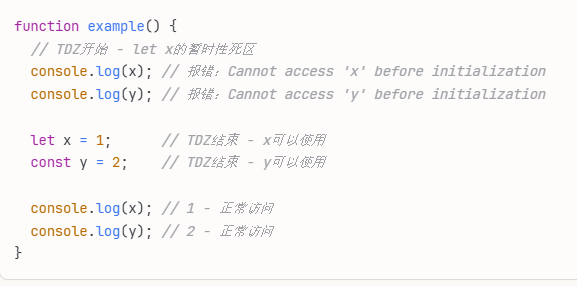 function example() {
  // TDZ开始 - let x的暂时性死区
  console.log(x); // 报错：Cannot access 'x' before initialization
  console.log(y); // 报错：Cannot access 'y' before initialization

  let x = 1;      // TDZ结束 - x可以使用
  const y = 2;    // TDZ结束 - y可以使用

  console.log(x); // 1 - 正常访问
  console.log(y); // 2 - 正常访问
}